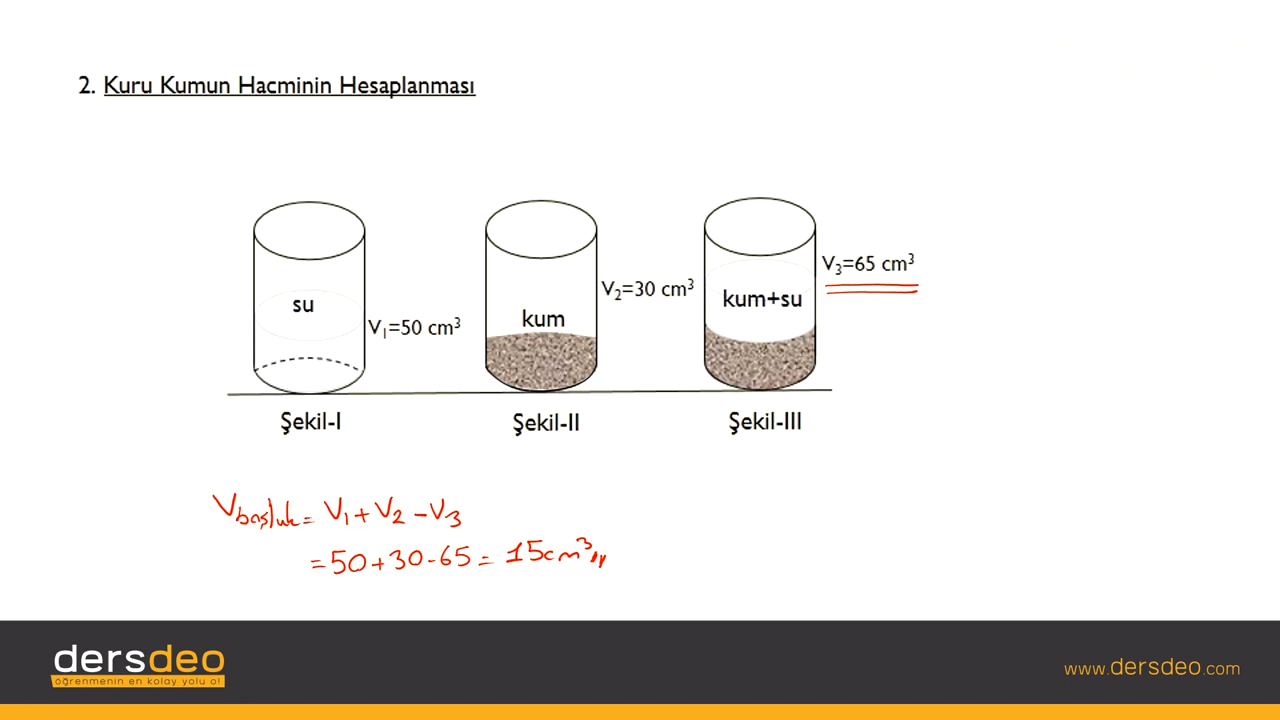 2. Kuru Kumun Hacminin Hesaplanması
su
V₁=50 cm³
kum
V₂=30 cm³
kum+su
V₃=65 cm³
Şekil-I
Şekil-II
Şekil-III
Vboşluk = V₁ + V₂ - V₃
= 50 + 30 - 65 = 15cm³
dersdeo
öğrenmenin en kolay yolu o!
www.dersdeo.com